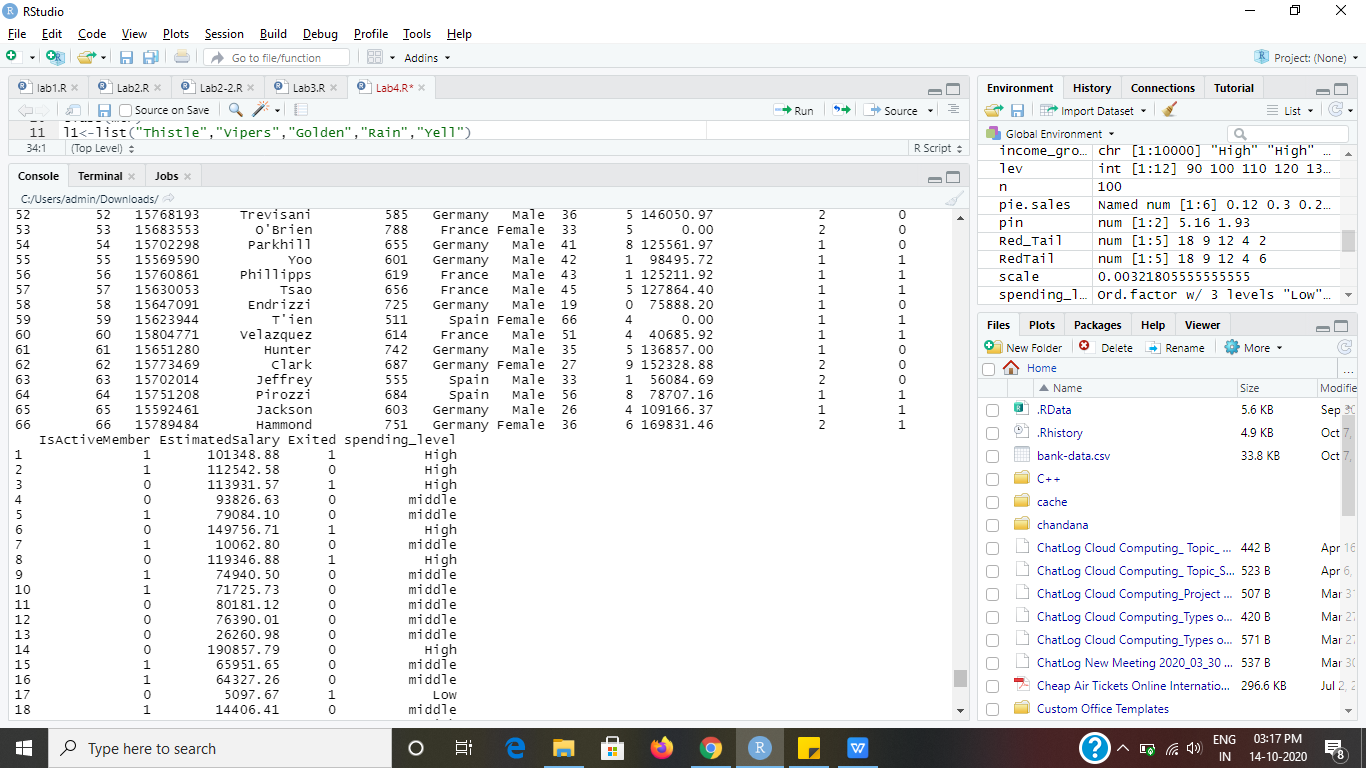 RStudio
File Edit Code View Plots Session Build Debug Profile Tools Help
Go to file/function Addins Project: (None)
lab1.R Lab2.R Lab2-2.R Lab3.R Lab4.R*
Source on Save Run Source
11 l1<-list("Thistle","Vipers","Golden","Rain","Yell")
34:1 (Top Level) R Script
Console Terminal Jobs
C:/Users/admin/Downloads/
52 52 15768193 Trevisani 585 Germany Male 36 5 146050.97 2 0
53 53 15683553 O'Brien 788 France Female 33 5 0.00 2 0
54 54 15702298 Parkhill 655 Germany Male 41 8 125561.97 1 0
55 55 15569590 Yoo 601 Germany Male 42 1 98495.72 1 1
56 56 15760861 Phillipps 619 France Male 43 1 125211.92 1 1
57 57 15630053 Tsao 656 France Male 45 5 127864.40 1 1
58 58 15647091 Endrizzi 725 Germany Male 19 0 75888.20 1 0
59 59 15623944 T'ien 511 Spain Female 66 4 0.00 1 1
60 60 15804771 Velazquez 614 France Male 51 4 40685.92 1 1
61 61 15651280 Hunter 742 Germany Male 35 5 136857.00 1 0
62 62 15773469 Clark 687 Germany Female 27 9 152328.88 2 0
63 63 15702014 Jeffrey 555 Spain Male 33 1 56084.69 2 0
64 64 15751208 Pirozzi 684 Spain Male 56 8 78707.16 1 1
65 65 15592461 Jackson 603 Germany Male 26 4 109166.37 1 1
66 66 15789484 Hammond 751 Germany Female 36 6 169831.46 2 1
IsActiveMember EstimatedSalary Exited spending_level
1 1 101348.88 1 High
2 1 112542.58 0 High
3 0 113931.57 1 High
4 0 93826.63 0 middle
5 1 79084.10 0 middle
6 0 149756.71 1 High
7 1 10062.80 0 middle
8 0 119346.88 1 High
9 1 74940.50 0 middle
10 1 71725.73 0 middle
11 0 80181.12 0 middle
12 0 76390.01 0 middle
13 0 26260.98 0 middle
14 0 190857.79 0 High
15 1 65951.65 0 middle
16 1 64327.26 0 middle
17 0 5097.67 1 Low
18 1 14406.41 0 middle
Environment History Connections Tutorial
Import Dataset List
Global Environment
income_gro… chr [1:10000] "High" "High" …
lev int [1:12] 90 100 110 120 13…
n 100
pie.sales Named num [1:6] 0.12 0.3 0.2…
pin num [1:2] 5.16 1.93
Red_Tail num [1:5] 18 9 12 4 2
RedTail num [1:5] 18 9 12 4 6
scale 0.00321805555555555
spending_l… Ord.factor w/ 3 levels "Low"…
Files Plots Packages Help Viewer
New Folder Delete Rename More
Home ...
Name Size Modifie
.RData 5.6 KB Sep 30
.Rhistory 4.9 KB Oct 7,
bank-data.csv 33.8 KB Oct 7,
C++
cache
chandana
ChatLog Cloud Computing_ Topic_ ... 442 B Apr 16
ChatLog Cloud Computing_ Topic_S... 523 B Apr 6,
ChatLog Cloud Computing_Project ... 507 B Mar 31
ChatLog Cloud Computing_Types o... 420 B Mar 27
ChatLog Cloud Computing_Types o... 571 B Mar 27
ChatLog New Meeting 2020_03_30 ... 537 B Mar 30
Cheap Air Tickets Online Internatio... 296.6 KB Jul 2, 2
Custom Office Templates
Type here to search
ENG 03:17 PM
IN 14-10-2020 8